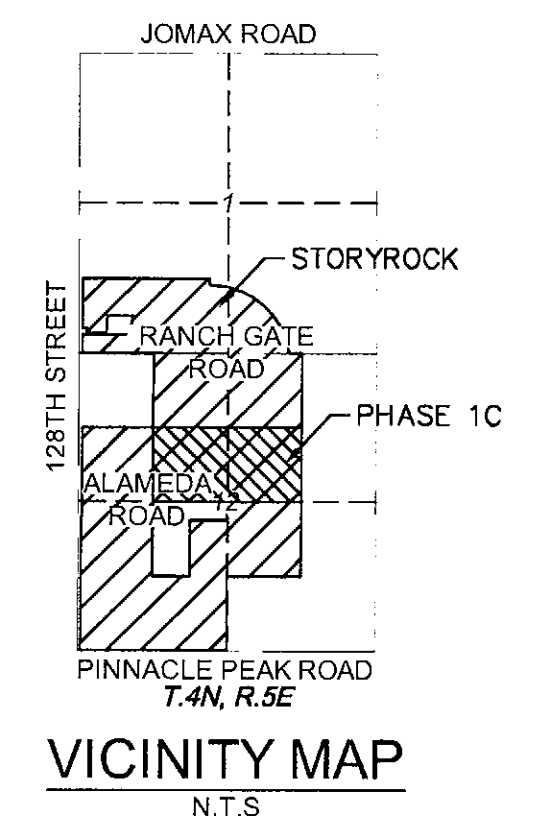 JOMAX ROAD
1
STORYROCK
128TH STREET
RANCH GATE
ROAD
PHASE 1C
ALAMEDA
ROAD
12
PINNACLE PEAK ROAD
T.4N, R.5E
VICINITY MAP
N.T.S